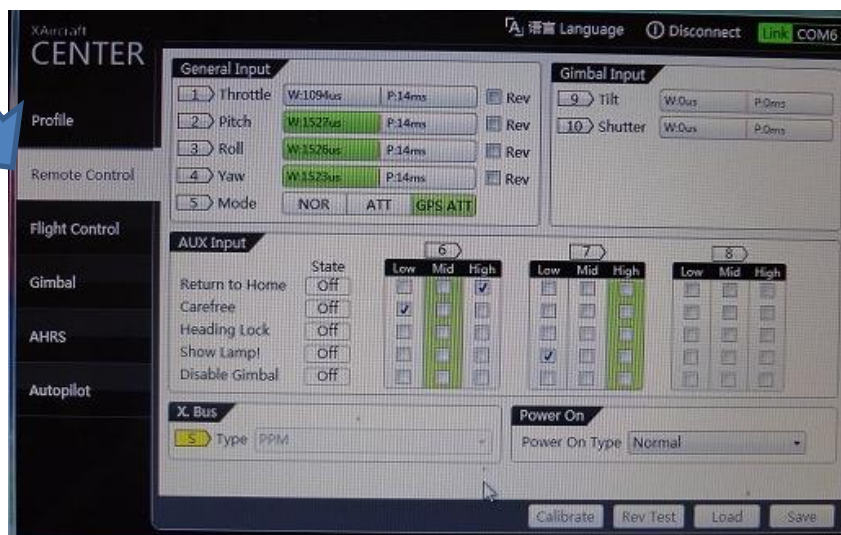 XAircraft
CENTER
语言 Language
Disconnect
Link COM6
Profile
Remote Control
Flight Control
Gimbal
AHRS
Autopilot
General Input
1 Throttle W:1094us P:14ms Rev
2 Pitch W:1527us P:14ms Rev
3 Roll W:1526us P:14ms Rev
4 Yaw W:1523us P:14ms Rev
5 Mode NOR ATT GPS ATT
Gimbal Input
9 Tilt W:0us P:0ms
10 Shutter W:0us P:0ms
AUX Input
6 7 8
State Low Mid High Low Mid High Low Mid High
Return to Home Off
Carefree Off
Heading Lock Off
Show Lamp! Off
Disable Gimbal Off
X. Bus
S Type PPM
Power On
Power On Type Normal
Calibrate Rev Test Load Save